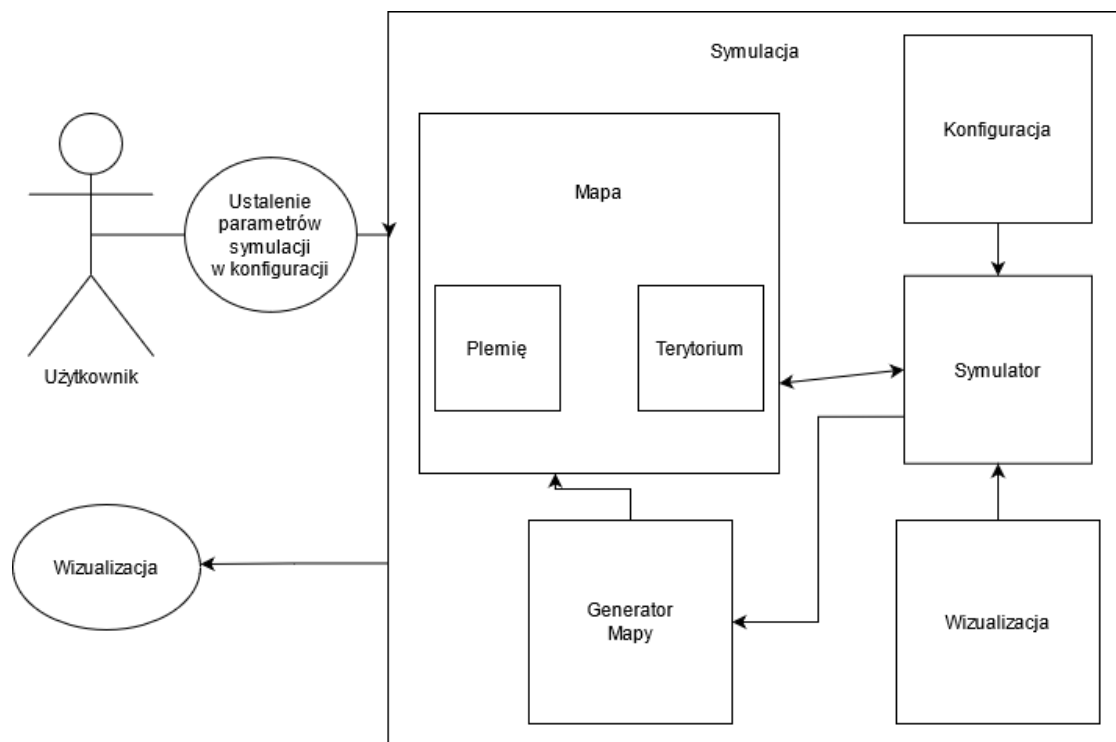 Symulacja
Konfiguracja
Mapa
Ustalenie
parametrów
symulacji
w konfiguracji
Plemię
Terytorium
Symulator
Użytkownik
Wizualizacja
Generator
Mapy
Wizualizacja